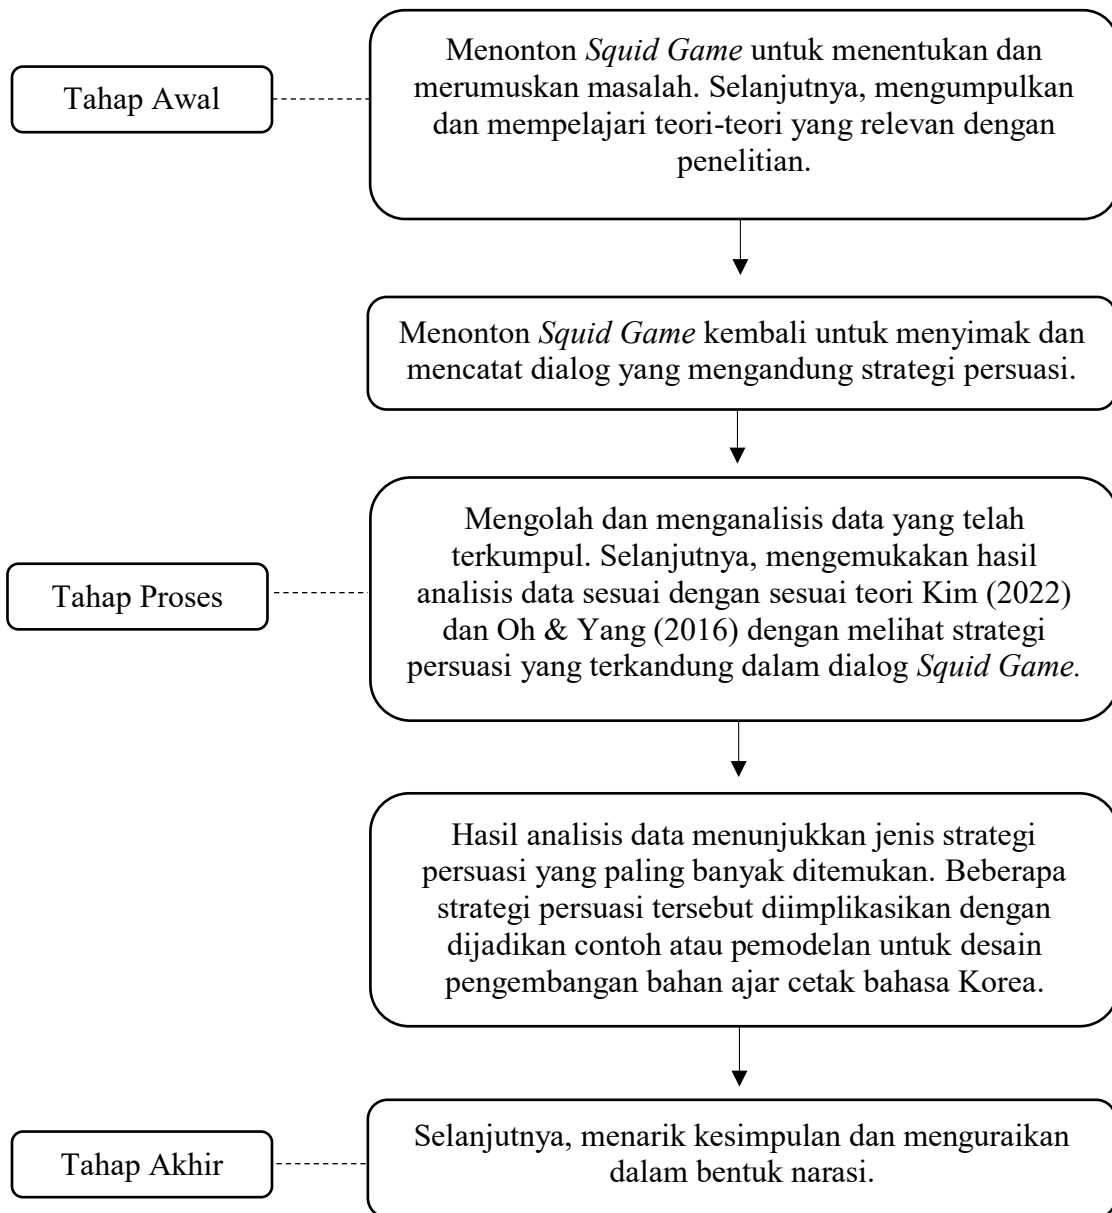 Tahap Awal
Menonton Squid Game untuk menentukan dan
merumuskan masalah. Selanjutnya, mengumpulkan
dan mempelajari teori-teori yang relevan dengan
penelitian.
Menonton Squid Game kembali untuk menyimak dan
mencatat dialog yang mengandung strategi persuasi.
Tahap Proses
Mengolah dan menganalisis data yang telah
terkumpul. Selanjutnya, mengemukakan hasil
analisis data sesuai dengan sesuai teori Kim (2022)
dan Oh & Yang (2016) dengan melihat strategi
persuasi yang terkandung dalam dialog Squid Game.
Hasil analisis data menunjukkan jenis strategi
persuasi yang paling banyak ditemukan. Beberapa
strategi persuasi tersebut diimplikasikan dengan
dijadikan contoh atau pemodelan untuk desain
pengembangan bahan ajar cetak bahasa Korea.
Tahap Akhir
Selanjutnya, menarik kesimpulan dan menguraikan
dalam bentuk narasi.